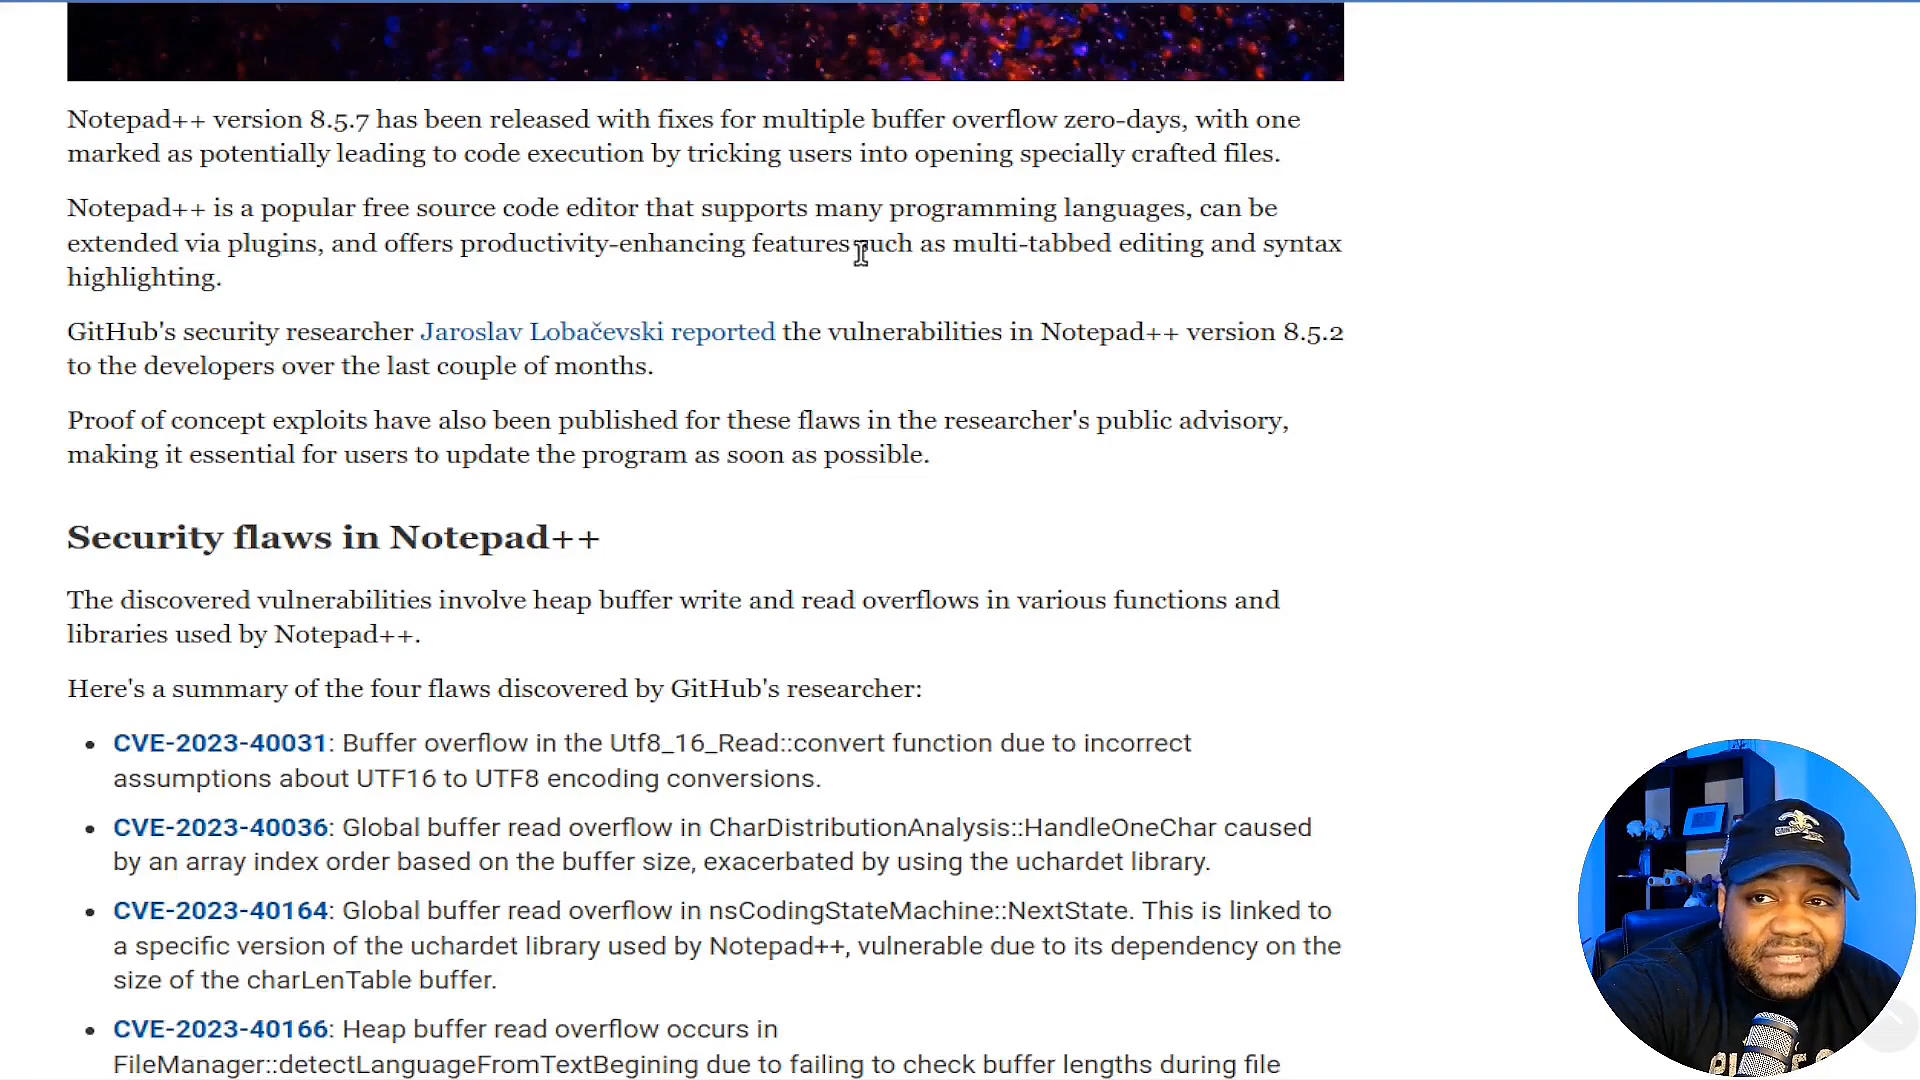 Notepad++ version 8.5.7 has been released with fixes for multiple buffer overflow zero-days, with one
marked as potentially leading to code execution by tricking users into opening specially crafted files.
Notepad++ is a popular free source code editor that supports many programming languages, can be
extended via plugins, and offers productivity-enhancing features such as multi-tabbed editing and syntax
highlighting.
GitHub's security researcher Jaroslav Lobačevski reported the vulnerabilities in Notepad++ version 8.5.2
to the developers over the last couple of months.
Proof of concept exploits have also been published for these flaws in the researcher's public advisory,
making it essential for users to update the program as soon as possible.
Security flaws in Notepad++
The discovered vulnerabilities involve heap buffer write and read overflows in various functions and
libraries used by Notepad++.
Here's a summary of the four flaws discovered by GitHub's researcher:
• CVE-2023-40031: Buffer overflow in the Utf8_16_Read::convert function due to incorrect
assumptions about UTF16 to UTF8 encoding conversions.
• CVE-2023-40036: Global buffer read overflow in CharDistributionAnalysis::HandleOneChar caused
by an array index order based on the buffer size, exacerbated by using the uchardet library.
• CVE-2023-40164: Global buffer read overflow in nsCodingStateMachine::NextState. This is linked to
a specific version of the uchardet library used by Notepad++, vulnerable due to its dependency on the
size of the charLenTable buffer.
• CVE-2023-40166: Heap buffer read overflow occurs in
FileManager::detectLanguageFromTextBegining due to failing to check buffer lengths during file